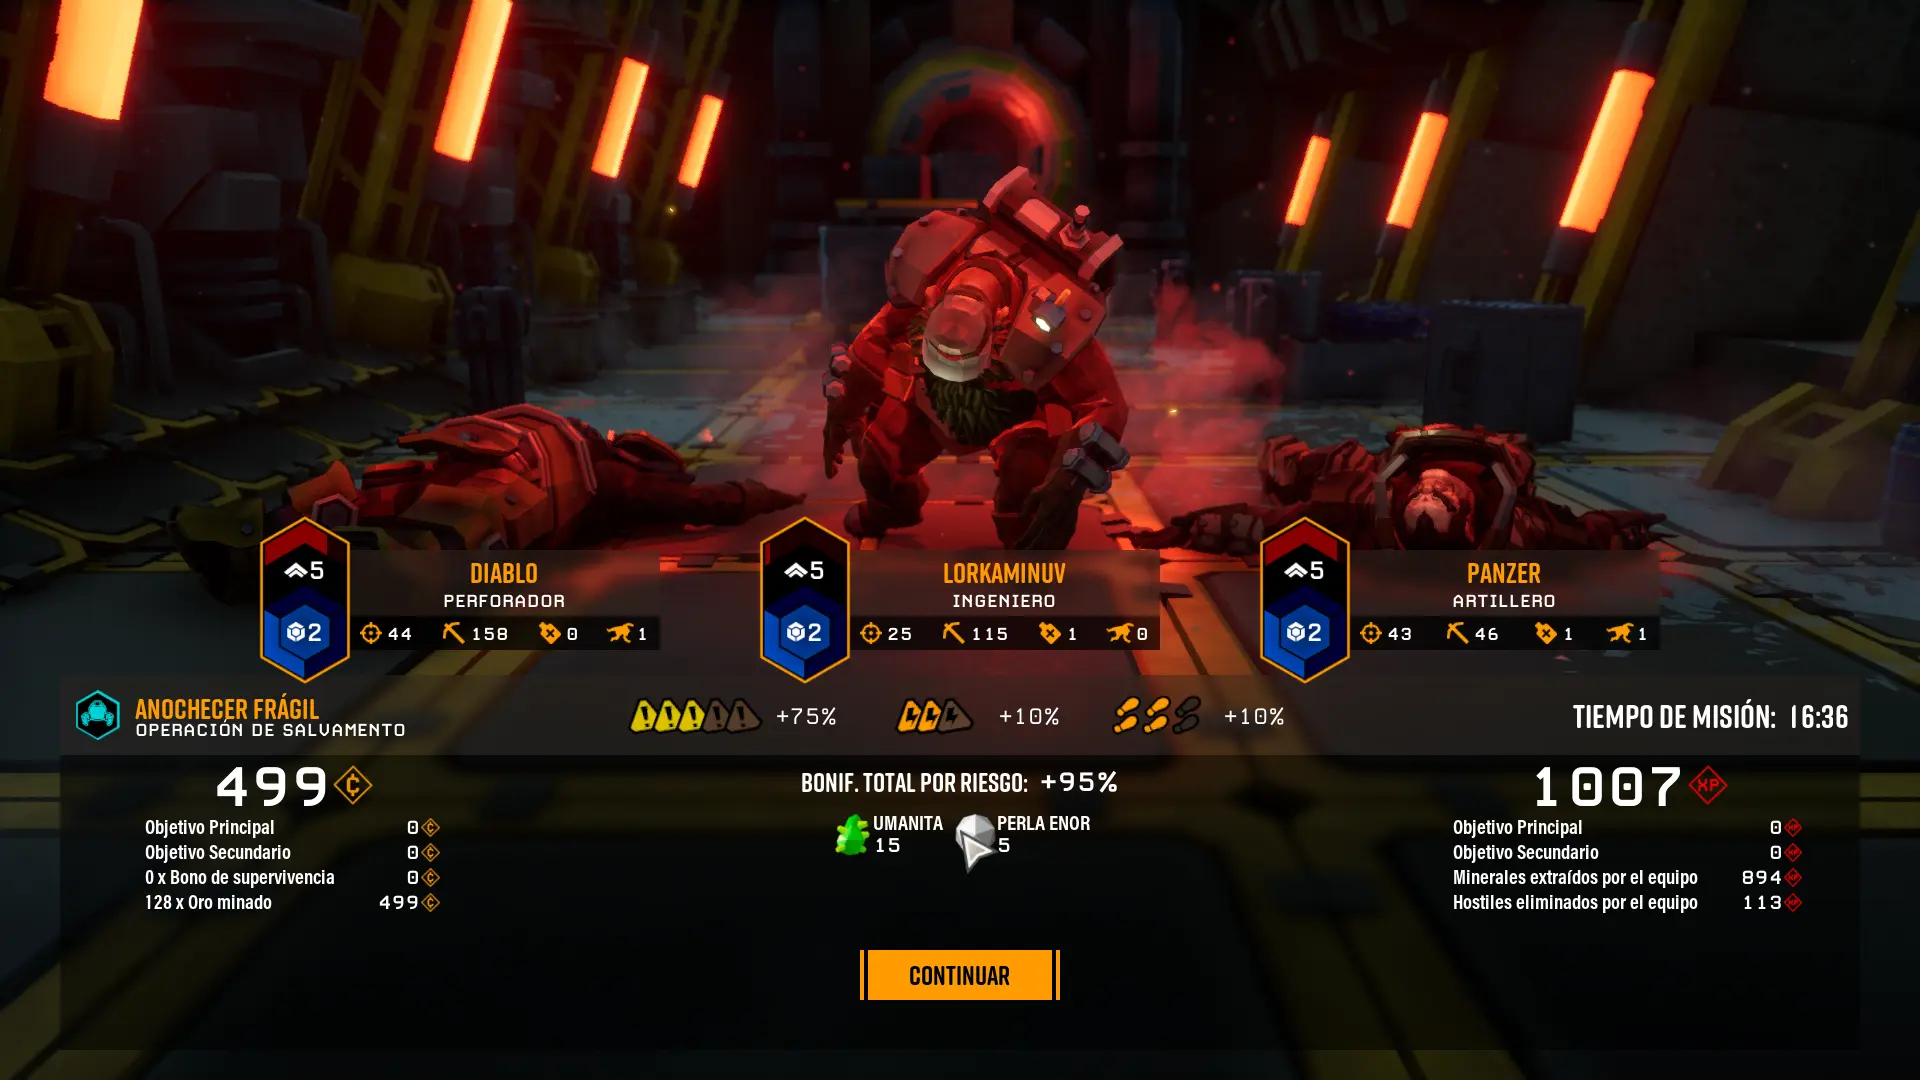 5
DIABLO
PERFORADOR
2
44
158
0
1
5
LORKAMINUV
INGENIERO
2
25
115
1
0
5
PANZER
ARTILLERO
2
43
46
1
1
ANOCHECER FRÁGIL
OPERACIÓN DE SALVAMENTO
+75%
+10%
+10%
TIEMPO DE MISIÓN: 16:36
499
Objetivo Principal 0
Objetivo Secundario 0
0 x Bono de supervivencia 0
128 x Oro minado 499
BONIF. TOTAL POR RIESGO: +95%
UMANITA
15
PERLA ENOR
5
1007 XP
Objetivo Principal 0
Objetivo Secundario 0
Minerales extraídos por el equipo 894
Hostiles eliminados por el equipo 113
CONTINUAR